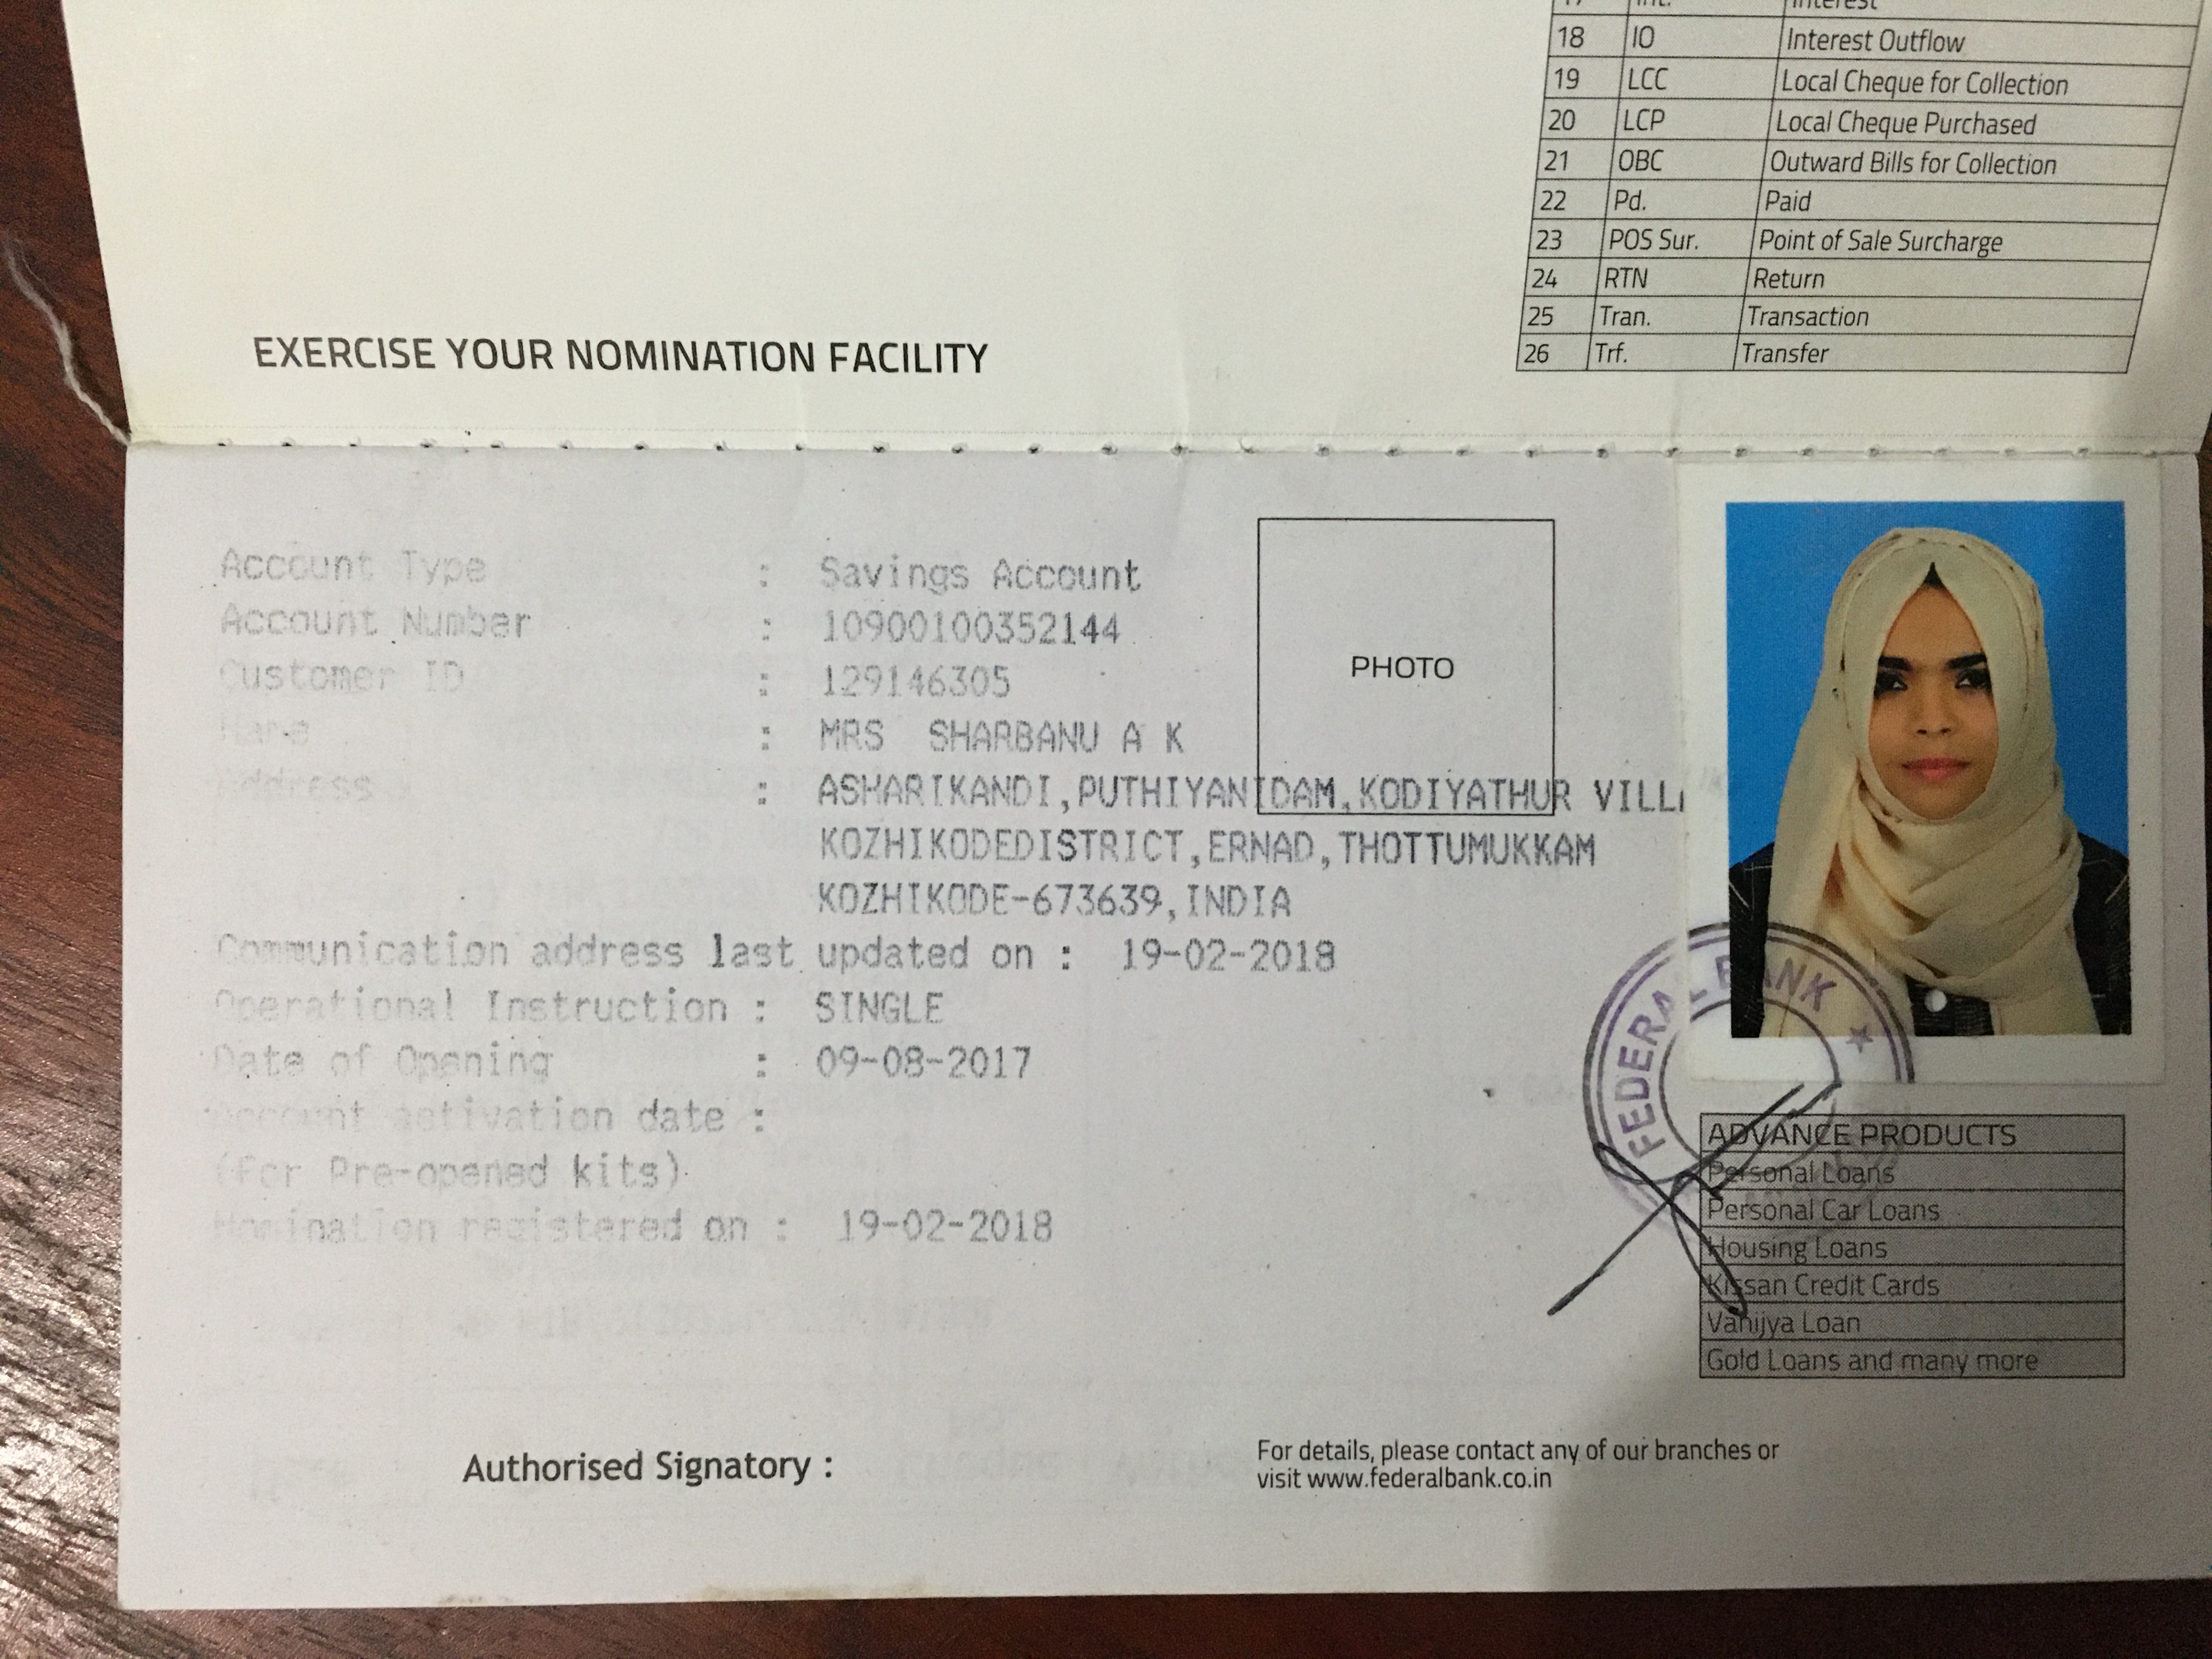 EXERCISE YOUR NOMINATION FACILITY
18 IO Interest Outflow
19 LCC Local Cheque for Collection
20 LCP Local Cheque Purchased
21 OBC Outward Bills for Collection
22 Pd. Paid
23 POS Sur. Point of Sale Surcharge
24 RTN Return
25 Tran. Transaction
26 Trf. Transfer
Account Type : Savings Account
Account Number : 10900100352144
Customer ID : 129146305
Name : MRS SHARBANU A K
Address : ASHARIKANDI,PUTHIYANIDAM,KODIYATHUR VILL
KOZHIKODEDISTRICT,ERNAD,THOTTUMUKKAM
KOZHIKODE-673639,INDIA
Communication address last updated on : 19-02-2018
Operational Instruction : SINGLE
Date of Opening : 09-08-2017
Account activation date :
(For Pre-opened kits)
Nomination registered on : 19-02-2018
PHOTO
FEDERAL BANK
ADVANCE PRODUCTS
Personal Loans
Personal Car Loans
Housing Loans
Kissan Credit Cards
Vanijya Loan
Gold Loans and many more
Authorised Signatory :
For details, please contact any of our branches or
visit www.federalbank.co.in